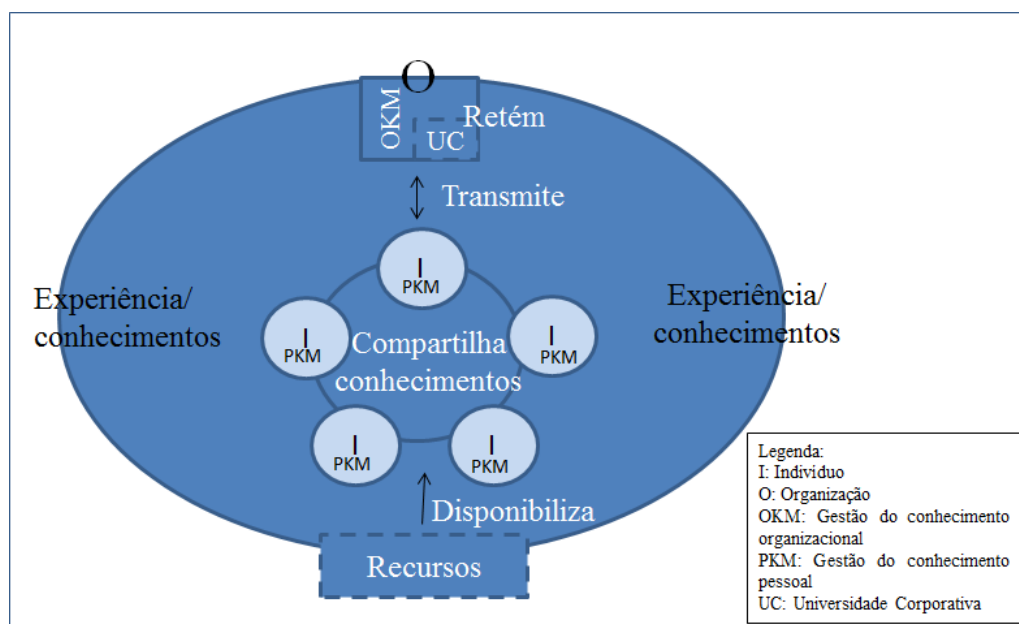 O
OKM
Retém
UC
Transmite
I
PKM
Experiência/
conhecimentos
Experiência/
conhecimentos
I
PKM
I
PKM
Compartilha
conhecimentos
I
PKM
I
PKM
Disponibiliza
Recursos
Legenda:
I: Individuo
O: Organização
OKM: Gestão do conhecimento
organizacional
PKM: Gestão do conhecimento
pessoal
UC: Universidade Corporativa